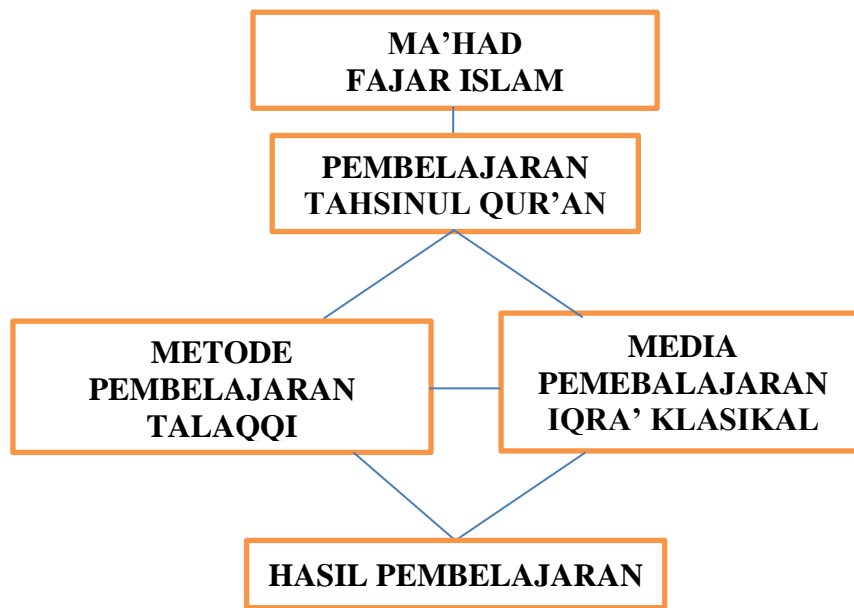 MA’HAD
FAJAR ISLAM
PEMBELAJARAN
TAHSINUL QUR’AN
METODE
PEMBELAJARAN
TALAQQI
MEDIA
PEMEBALAJARAN
IQRA’ KLASIKAL
HASIL PEMBELAJARAN